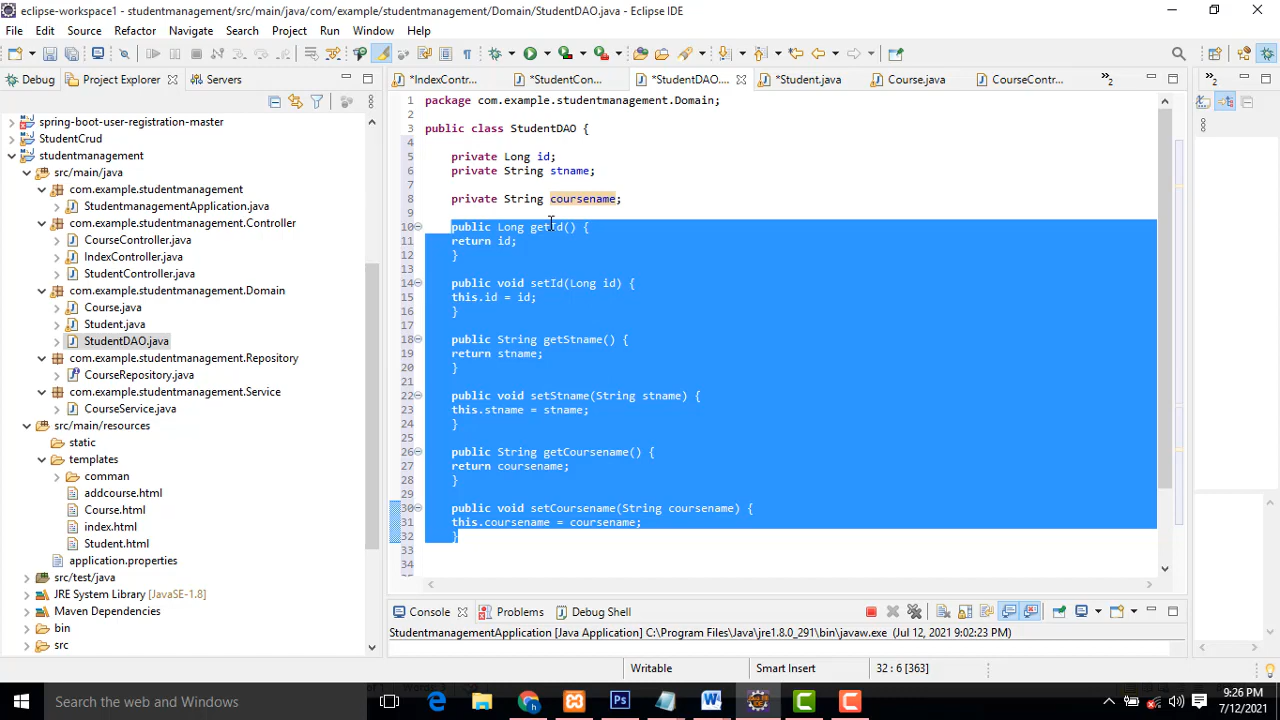 eclipse-workspace1 - studentmanagement/src/main/java/com/example/studentmanagement/Domain/StudentDAO.java - Eclipse IDE
File Edit Source Refactor Navigate Search Project Run Window Help
Debug Project Explorer Servers
*IndexContr... *StudentCon... *StudentDAO.... *Student.java Course.java CourseContr... »2
»2
spring-boot-user-registration-master
StudentCrud
studentmanagement
src/main/java
com.example.studentmanagement
StudentmanagementApplication.java
com.example.studentmanagement.Controller
CourseController.java
IndexController.java
StudentController.java
com.example.studentmanagement.Domain
Course.java
Student.java
StudentDAO.java
com.example.studentmanagement.Repository
CourseRepository.java
com.example.studentmanagement.Service
CourseService.java
src/main/resources
static
templates
comman
addcourse.html
Course.html
index.html
Student.html
application.properties
src/test/java
JRE System Library [JavaSE-1.8]
Maven Dependencies
bin
src
1 package com.example.studentmanagement.Domain;
2
3 public class StudentDAO {
4
5 private Long id;
6 private String stname;
7
8 private String coursename;
9
10 public Long getId() {
11 return id;
12 }
13
14 public void setId(Long id) {
15 this.id = id;
16 }
17
18 public String getStname() {
19 return stname;
20 }
21
22 public void setStname(String stname) {
23 this.stname = stname;
24 }
25
26 public String getCoursename() {
27 return coursename;
28 }
29
30 public void setCoursename(String coursename) {
31 this.coursename = coursename;
32 }
33
34
Console Problems Debug Shell
StudentmanagementApplication [Java Application] C:\Program Files\Java\jre1.8.0_291\bin\javaw.exe (Jul 12, 2021 9:02:23 PM)
Writable Smart Insert 32 : 6 [363]
Search the web and Windows
9:26 PM
7/12/2021